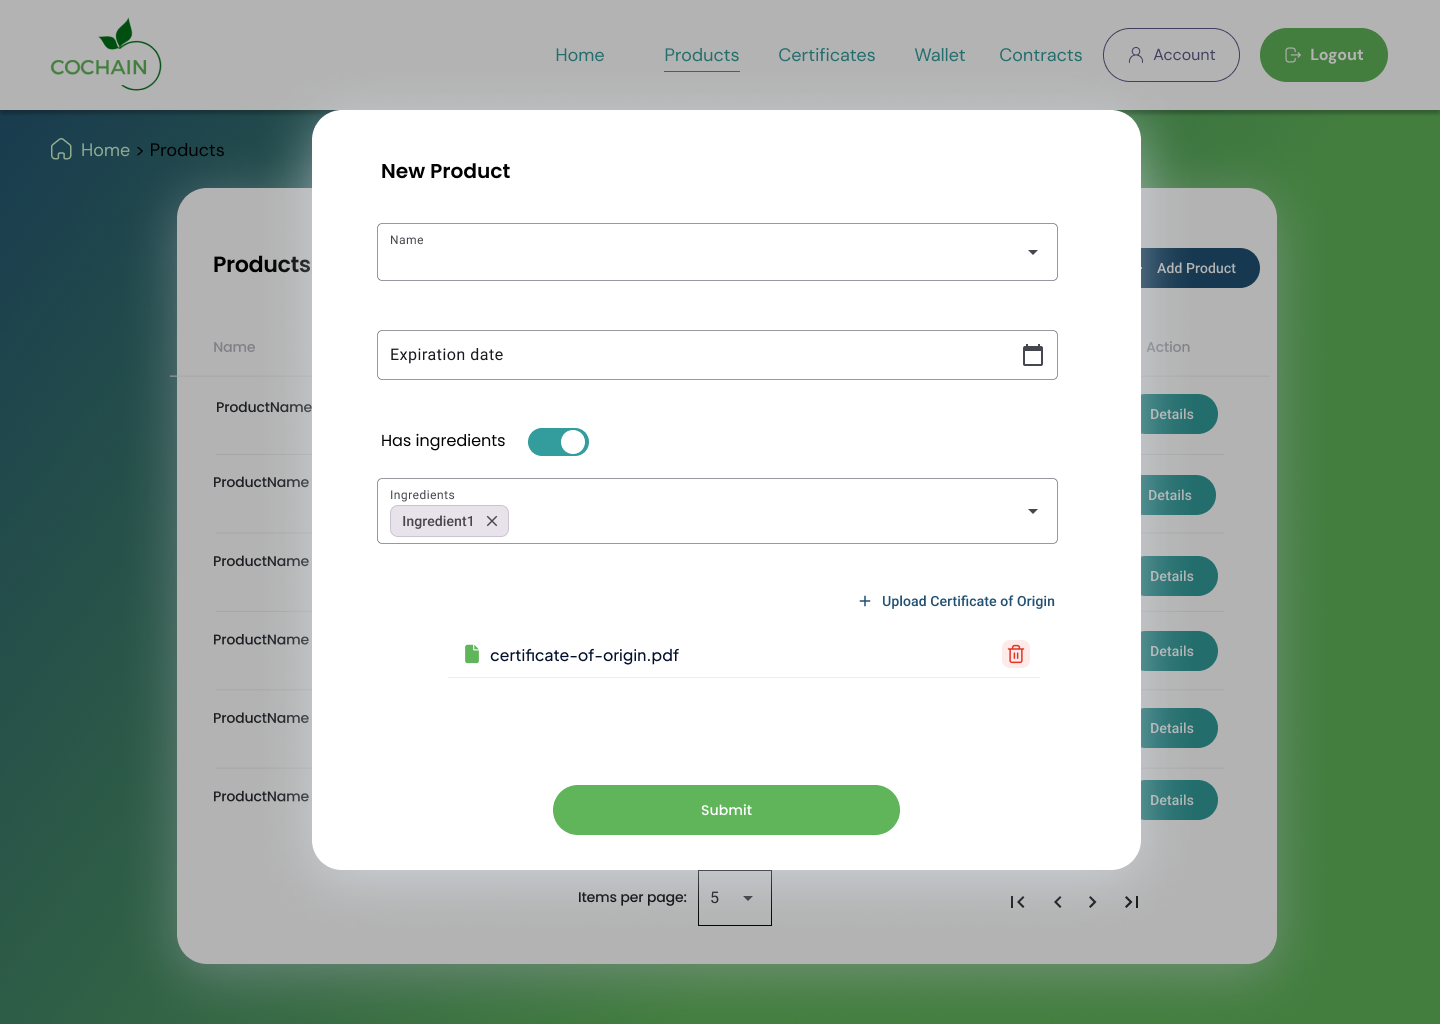 COCHAIN
Home Products Certificates Wallet Contracts Account Logout
Home > Products
New Product
Products
Add Product
Name
Name
Action
Expiration date
ProductName
Details
Has ingredients
ProductName
Details
Ingredients
Ingredient1
ProductName
Details
Upload Certificate of Origin
ProductName
Details
certificate-of-origin.pdf
ProductName
Details
ProductName
Details
Submit
Items per page: 5